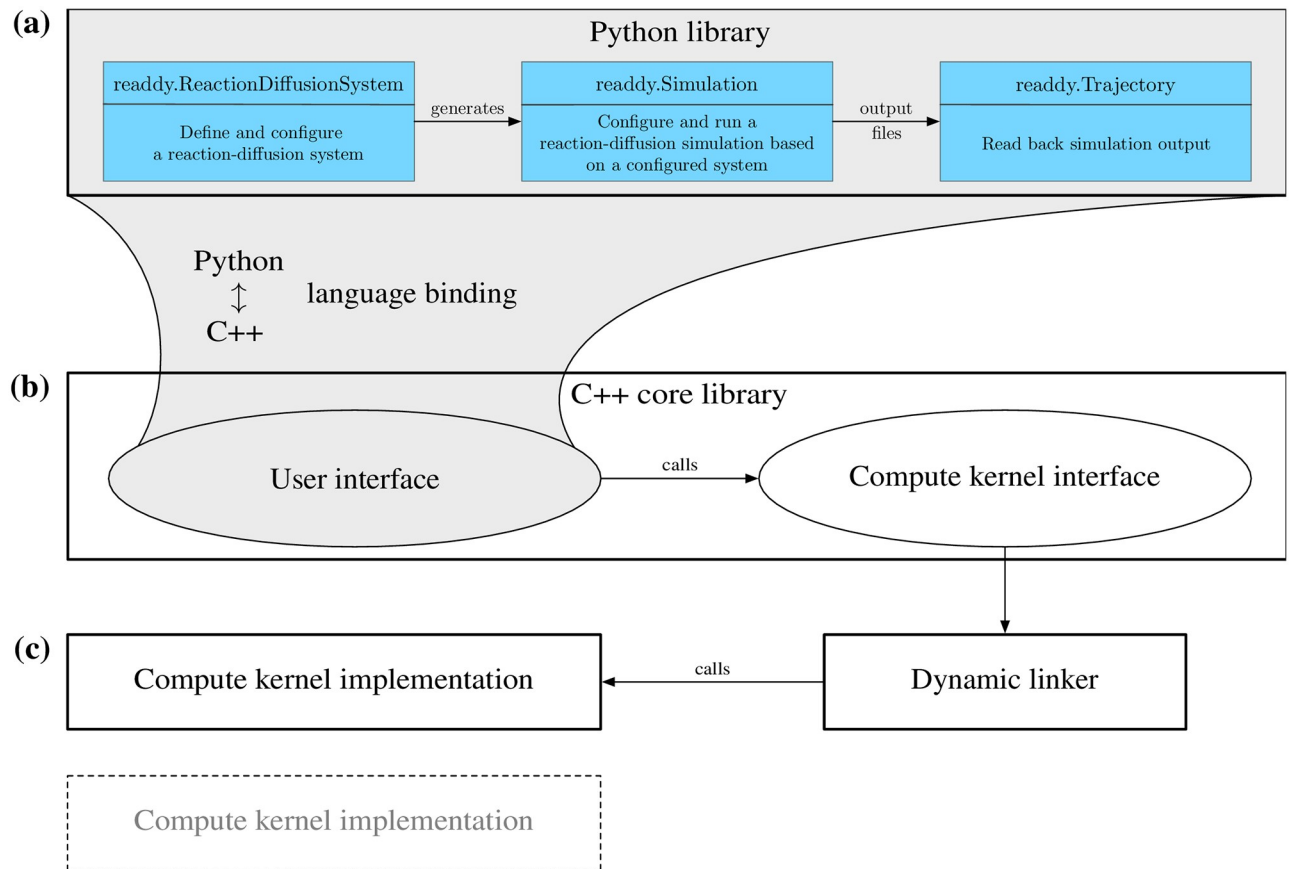 (a)
Python library
readdy.ReactionDiffusionSystem
Define and configure
a reaction-diffusion system
generates
readdy.Simulation
Configure and run a
reaction-diffusion simulation based
on a configured system
output
files
readdy.Trajectory
Read back simulation output
Python
↕
C++
language binding
(b)
C++ core library
User interface
calls
Compute kernel interface
(c)
Compute kernel implementation
calls
Dynamic linker
Compute kernel implementation